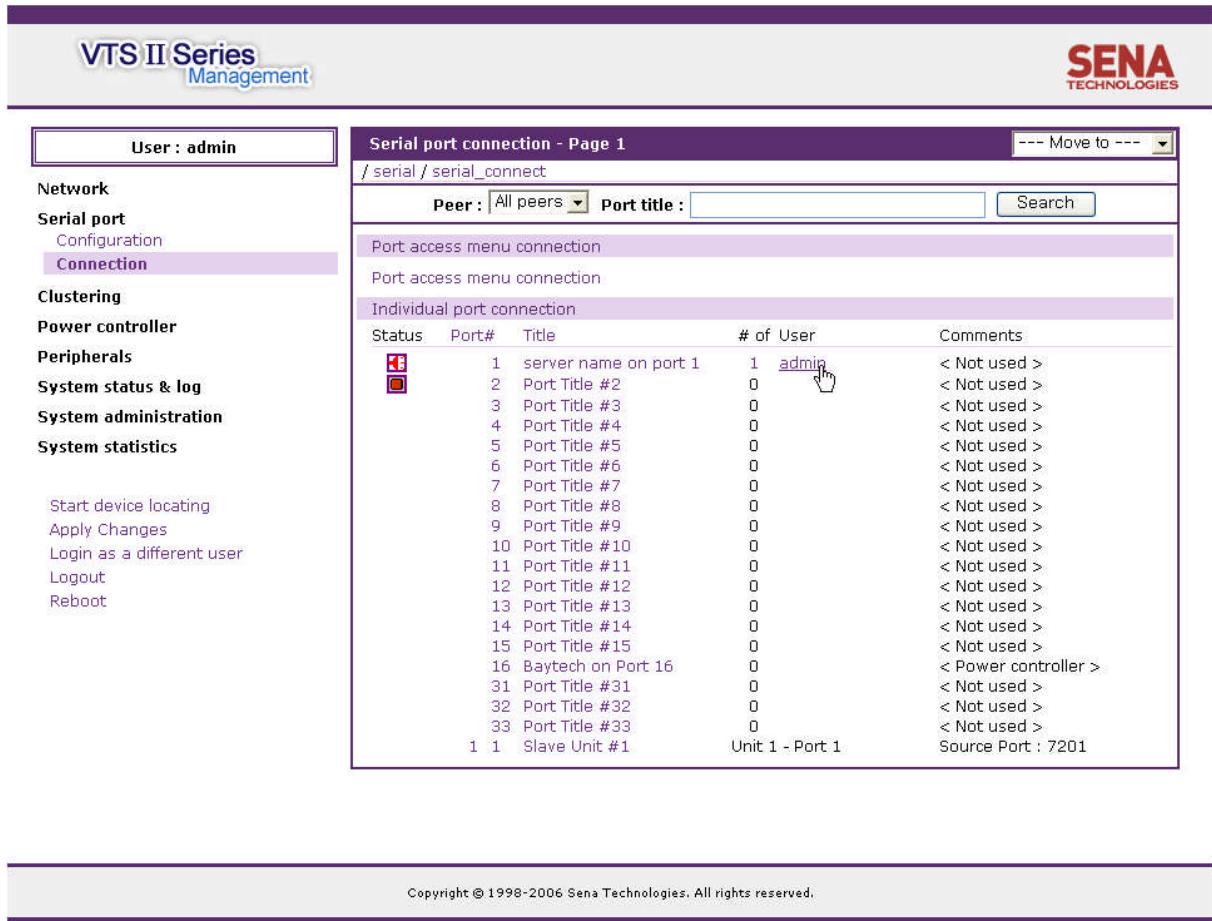 VTS II Series
Management
SENA
TECHNOLOGIES
User : admin
Network
Serial port
Configuration
Connection
Clustering
Power controller
Peripherals
System status & log
System administration
System statistics
Start device locating
Apply Changes
Login as a different user
Logout
Reboot
Serial port connection - Page 1 --- Move to ---
/ serial / serial_connect
Peer : All peers Port title : Search
Port access menu connection
Port access menu connection
Individual port connection
Status Port# Title # of User Comments
1 server name on port 1 1 admin < Not used >
2 Port Title #2 0 < Not used >
3 Port Title #3 0 < Not used >
4 Port Title #4 0 < Not used >
5 Port Title #5 0 < Not used >
6 Port Title #6 0 < Not used >
7 Port Title #7 0 < Not used >
8 Port Title #8 0 < Not used >
9 Port Title #9 0 < Not used >
10 Port Title #10 0 < Not used >
11 Port Title #11 0 < Not used >
12 Port Title #12 0 < Not used >
13 Port Title #13 0 < Not used >
14 Port Title #14 0 < Not used >
15 Port Title #15 0 < Not used >
16 Baytech on Port 16 0 < Power controller >
31 Port Title #31 0 < Not used >
32 Port Title #32 0 < Not used >
33 Port Title #33 0 < Not used >
1 1 Slave Unit #1 Unit 1 - Port 1 Source Port : 7201
Copyright © 1998-2006 Sena Technologies. All rights reserved.